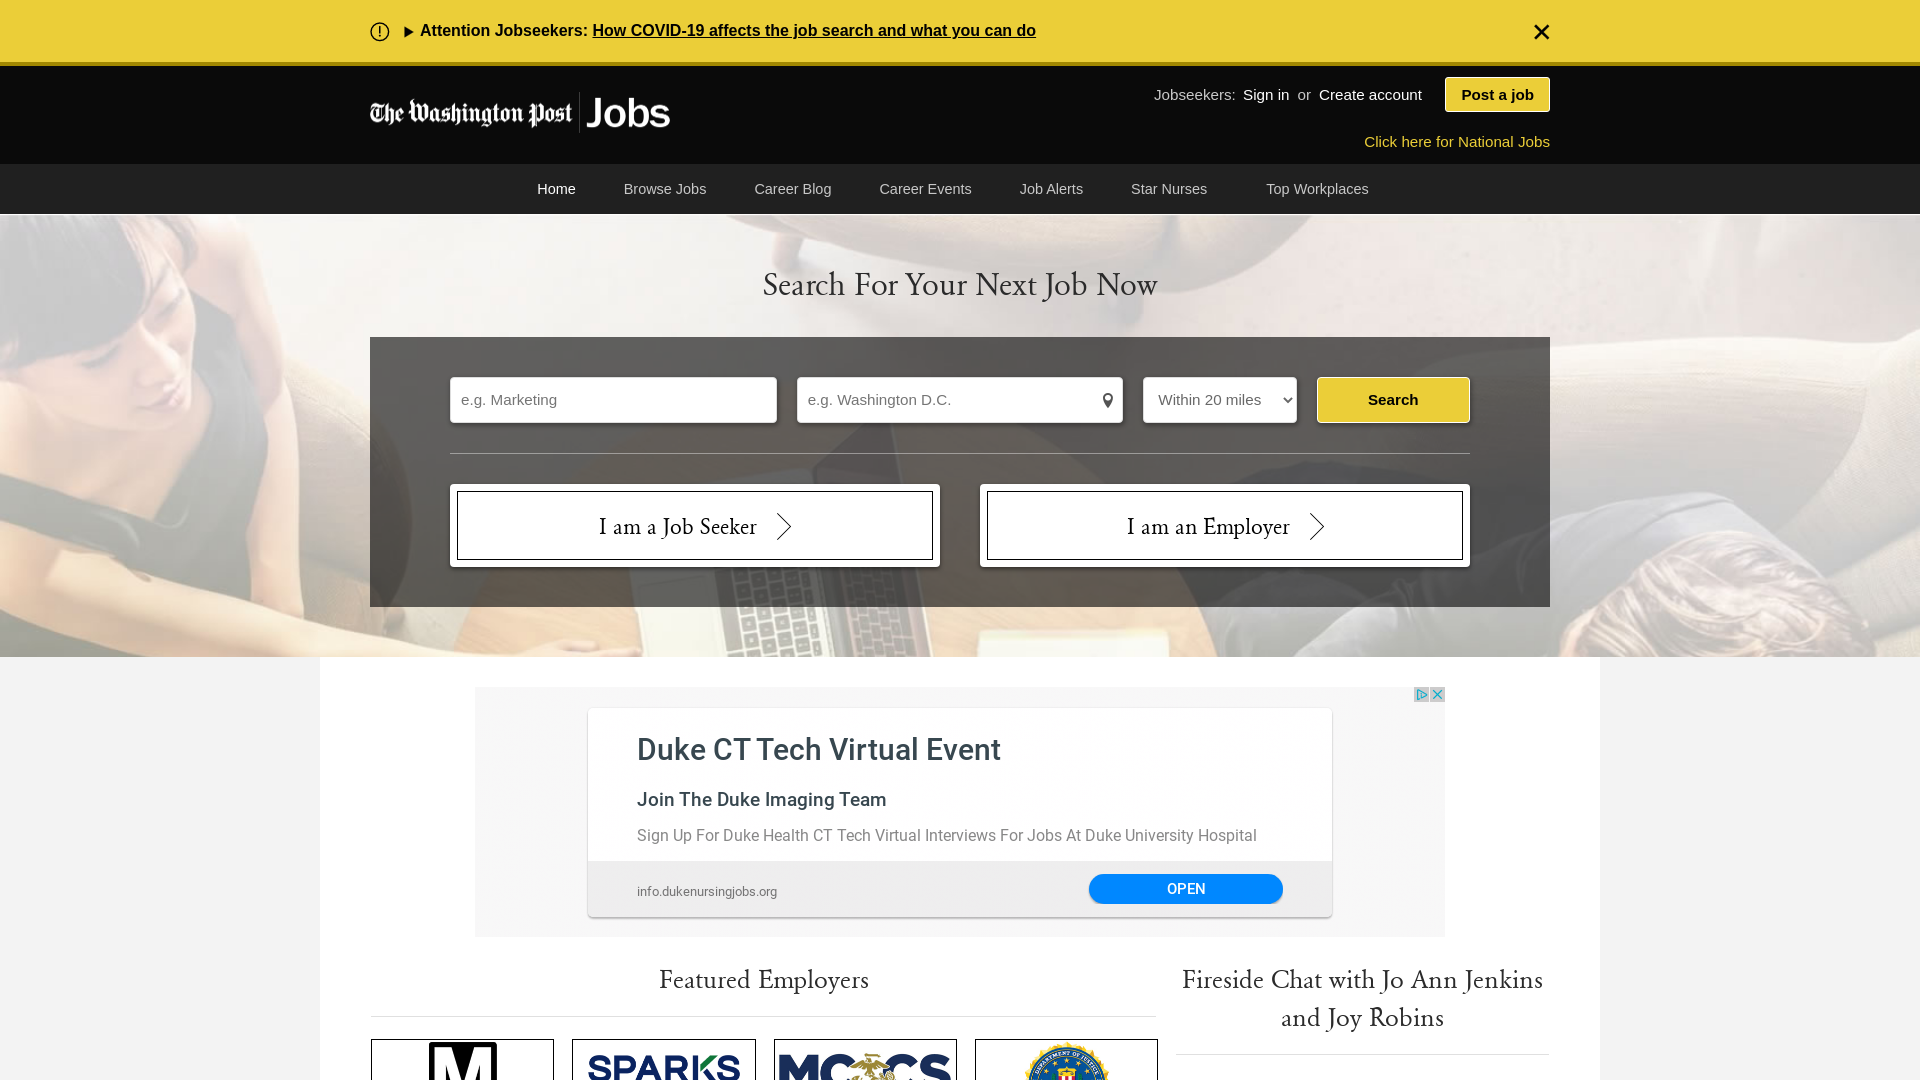 Attention Jobseekers: How COVID-19 affects the job search and what you can do
The Washington Post Jobs
Jobseekers: Sign in or Create account
Post a job
Click here for National Jobs
Home Browse Jobs Career Blog Career Events Job Alerts Star Nurses Top Workplaces
Search For Your Next Job Now
e.g. Marketing
e.g. Washington D.C.
Within 20 miles
Search
I am a Job Seeker
I am an Employer
Duke CT Tech Virtual Event
Join The Duke Imaging Team
Sign Up For Duke Health CT Tech Virtual Interviews For Jobs At Duke University Hospital
info.dukenursingjobs.org
OPEN
Featured Employers
Fireside Chat with Jo Ann Jenkins
and Joy Robins
M
SPARKS
MCCS
DEPARTMENT OF JUSTICE